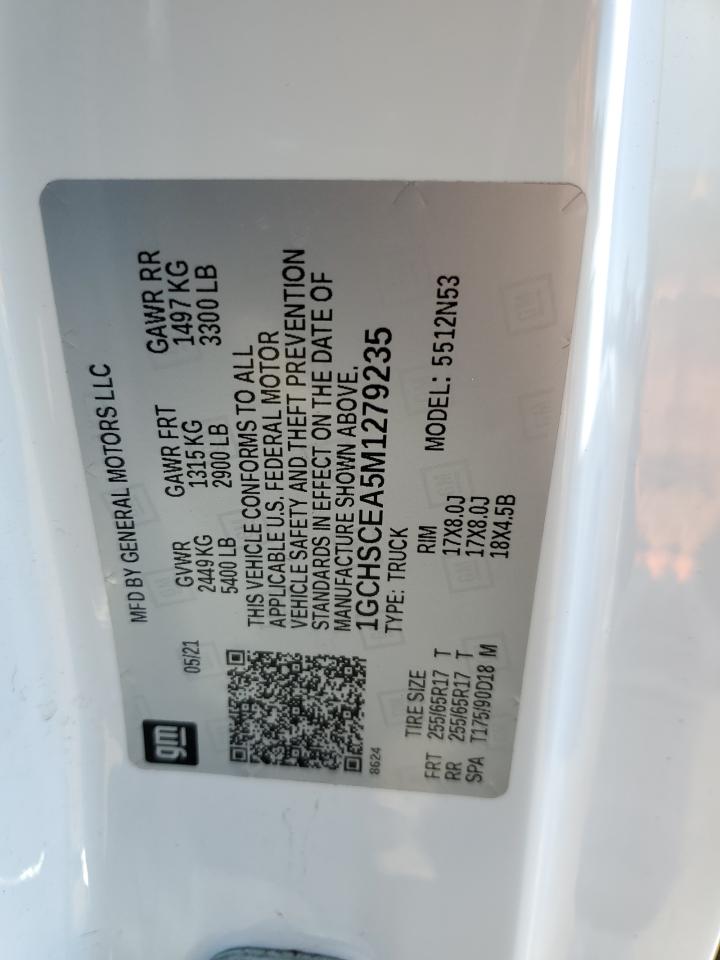 gm
MFD BY GENERAL MOTORS LLC
05/21
GVWR GAWR FRT GAWR RR
2449 KG 1315 KG 1497 KG
5400 LB 2900 LB 3300 LB
THIS VEHICLE CONFORMS TO ALL
APPLICABLE U.S. FEDERAL MOTOR
VEHICLE SAFETY AND THEFT PREVENTION
STANDARDS IN EFFECT ON THE DATE OF
MANUFACTURE SHOWN ABOVE.
8624
1GCHSCEA5M1279235
TYPE: TRUCK
MODEL: 5512N53
TIRE SIZE RIM
FRT 255/65R17 T 17X8.0J
RR 255/65R17 T 17X8.0J
SPA T175/90D18 M 18X4.5B